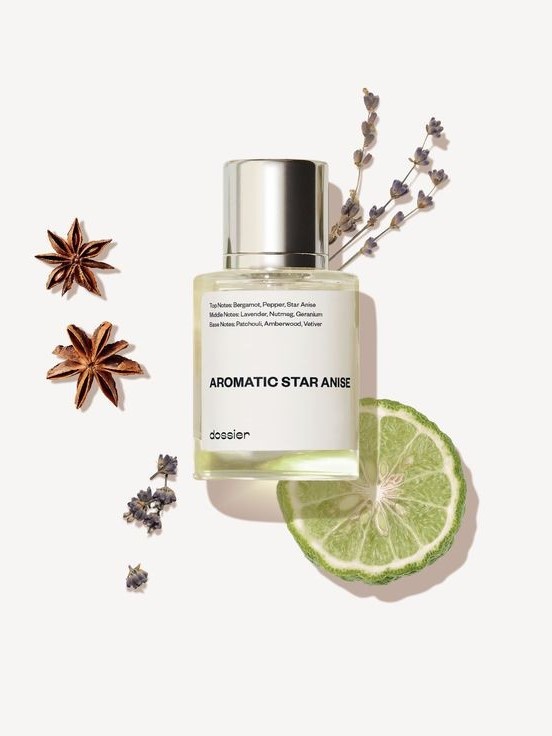 Top Notes: Bergamot, Pepper, Star Anise
Middle Notes: Lavender, Nutmeg, Geranium
Base Notes: Patchouli, Amberwood, Vetiver
AROMATIC STAR ANISE
dossier